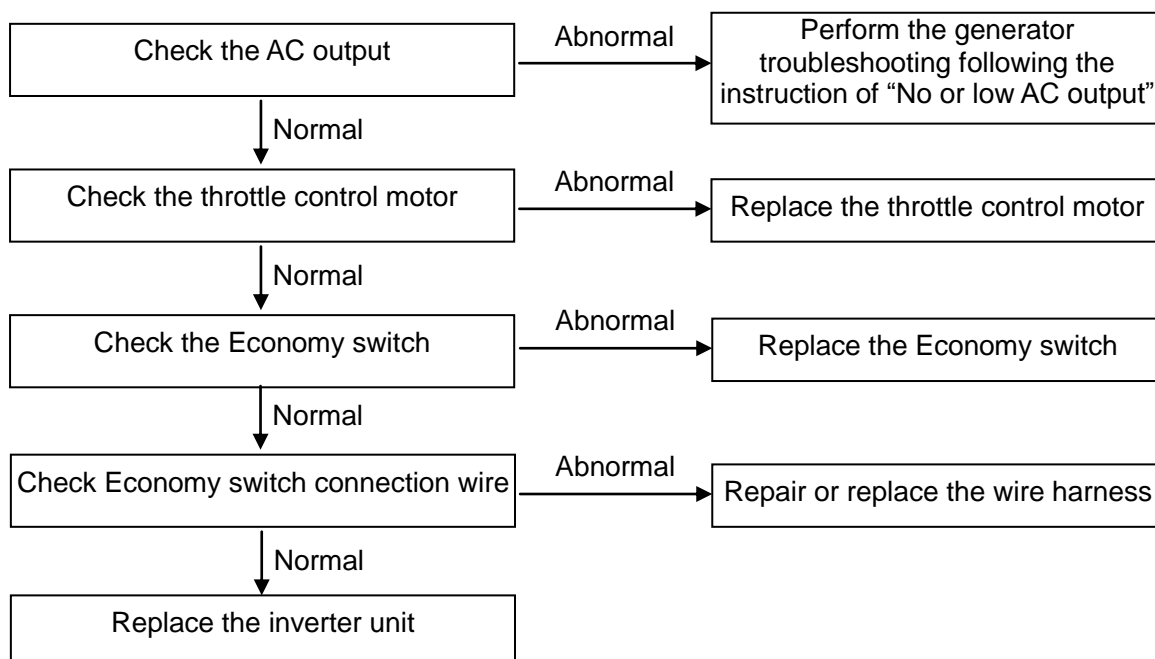 Check the AC output
Abnormal
Perform the generator
troubleshooting following the
instruction of “No or low AC output”
Normal
Check the throttle control motor
Abnormal
Replace the throttle control motor
Normal
Check the Economy switch
Abnormal
Replace the Economy switch
Normal
Check Economy switch connection wire
Abnormal
Repair or replace the wire harness
Normal
Replace the inverter unit